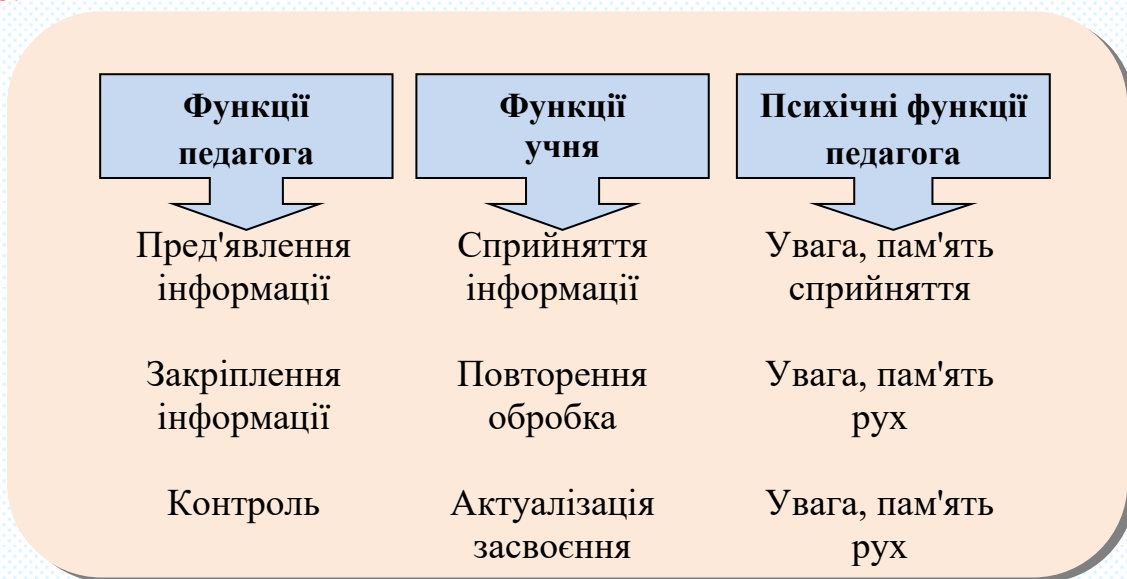 Функції
педагога
Функції
учня
Психічні функції
педагога
Пред'явлення
інформації
Сприйняття
інформації
Увага, пам'ять
сприйняття
Закріплення
інформації
Повторення
обробка
Увага, пам'ять
рух
Контроль
Актуалізація
засвоєння
Увага, пам'ять
рух